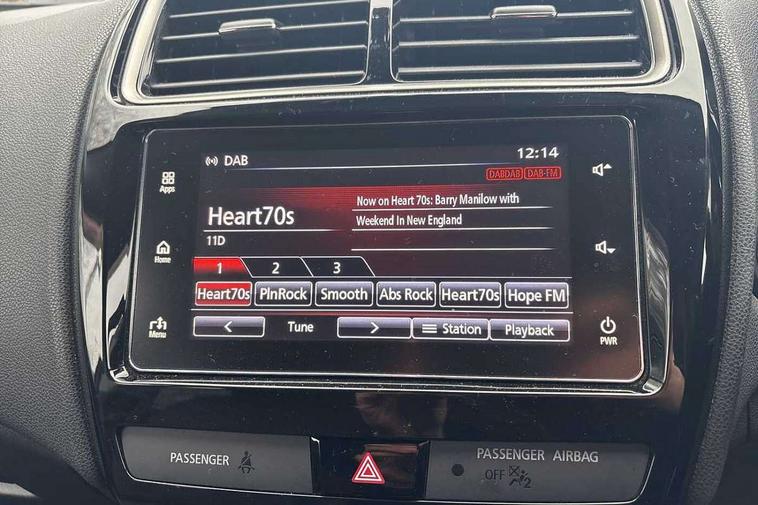 DAB
12:14
DABDAB DAB-FM
Apps
Heart70s
11D
Now on Heart 70s: Barry Manilow with
Weekend In New England
Home
1 2 3
Heart70s PlnRock Smooth Abs Rock Heart70s Hope FM
Menu
< Tune > Station Playback
PWR
PASSENGER
PASSENGER AIRBAG
OFF 2